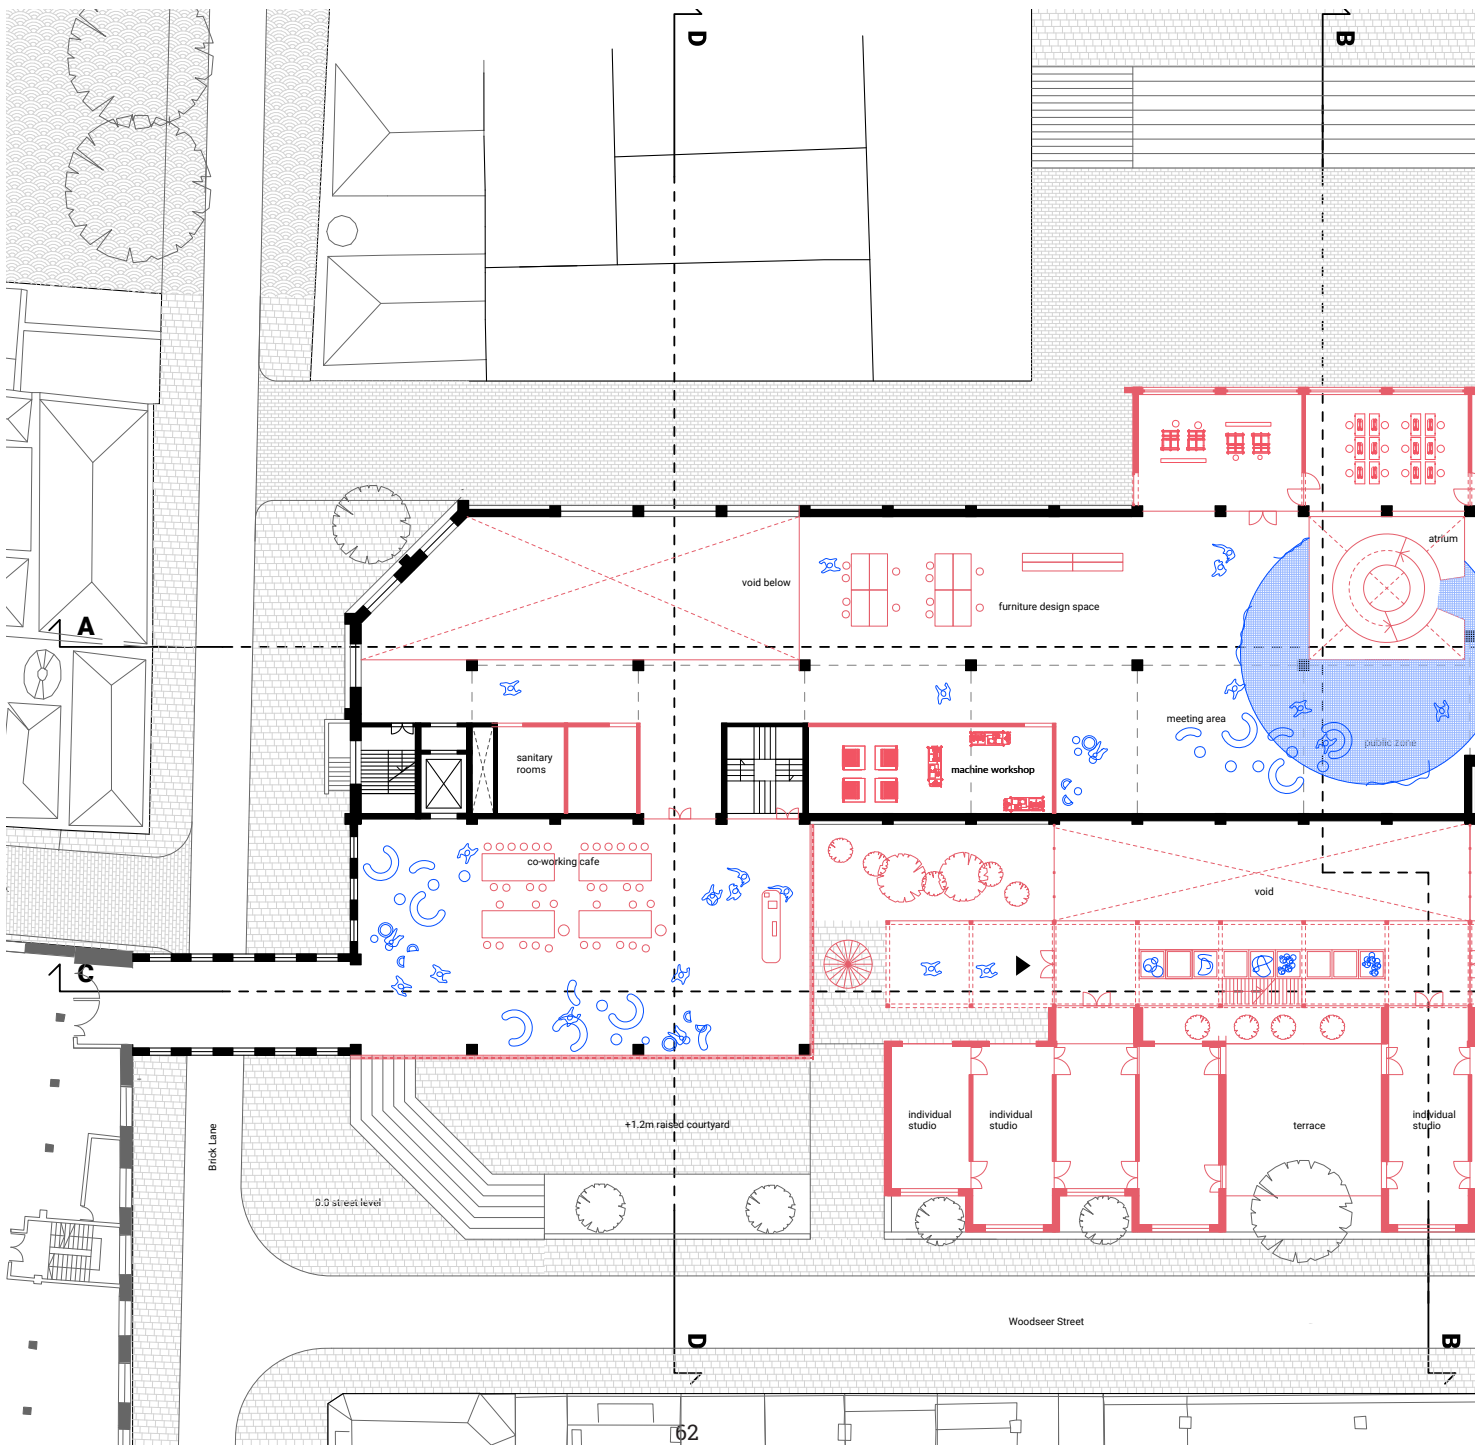 D
B
atrium
void below
furniture design space
A
meeting area
public zone
sanitary
rooms
machine workshop
co-working cafe
void
C
individual
studio
individual
studio
terrace
individual
studio
+1.2m raised courtyard
Brick Lane
0.0 street level
Woodseer Street
D
B
62